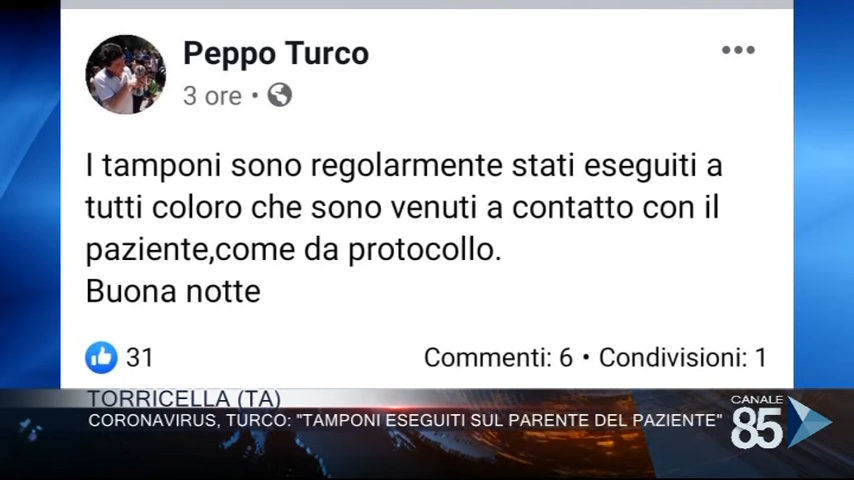 Peppo Turco
3 ore •
I tamponi sono regolarmente stati eseguiti a
tutti coloro che sono venuti a contatto con il
paziente,come da protocollo.
Buona notte
31
Commenti: 6 • Condivisioni: 1
TORRICELLA (TA)
CORONAVIRUS, TURCO: "TAMPONI ESEGUITI SUL PARENTE DEL PAZIENTE"
CANALE
85